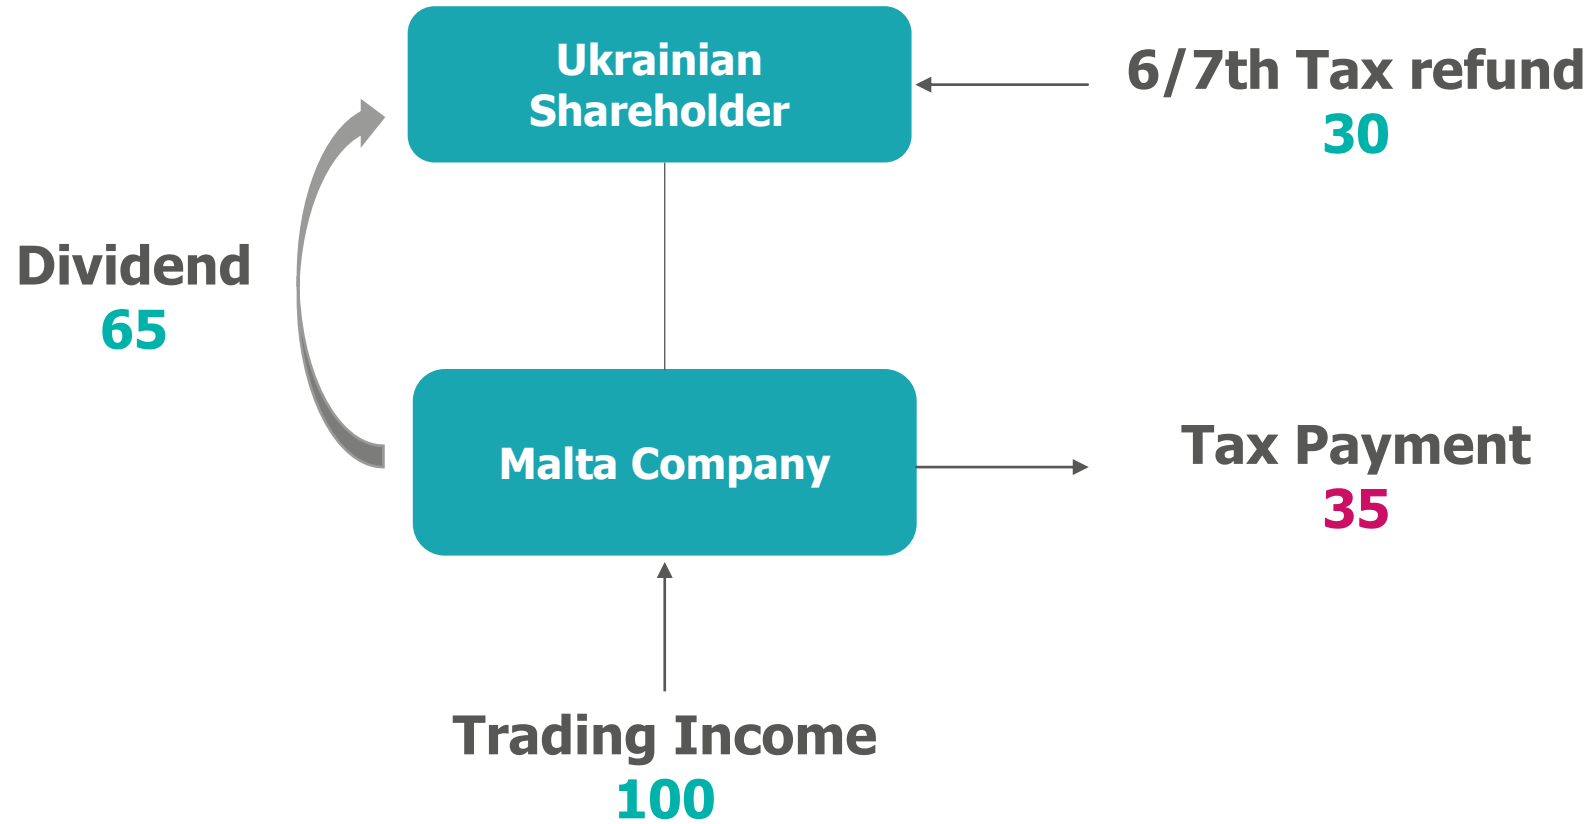 Ukrainian
Shareholder
6/7th Tax refund
30
Dividend
65
Malta Company
Tax Payment
35
Trading Income
100